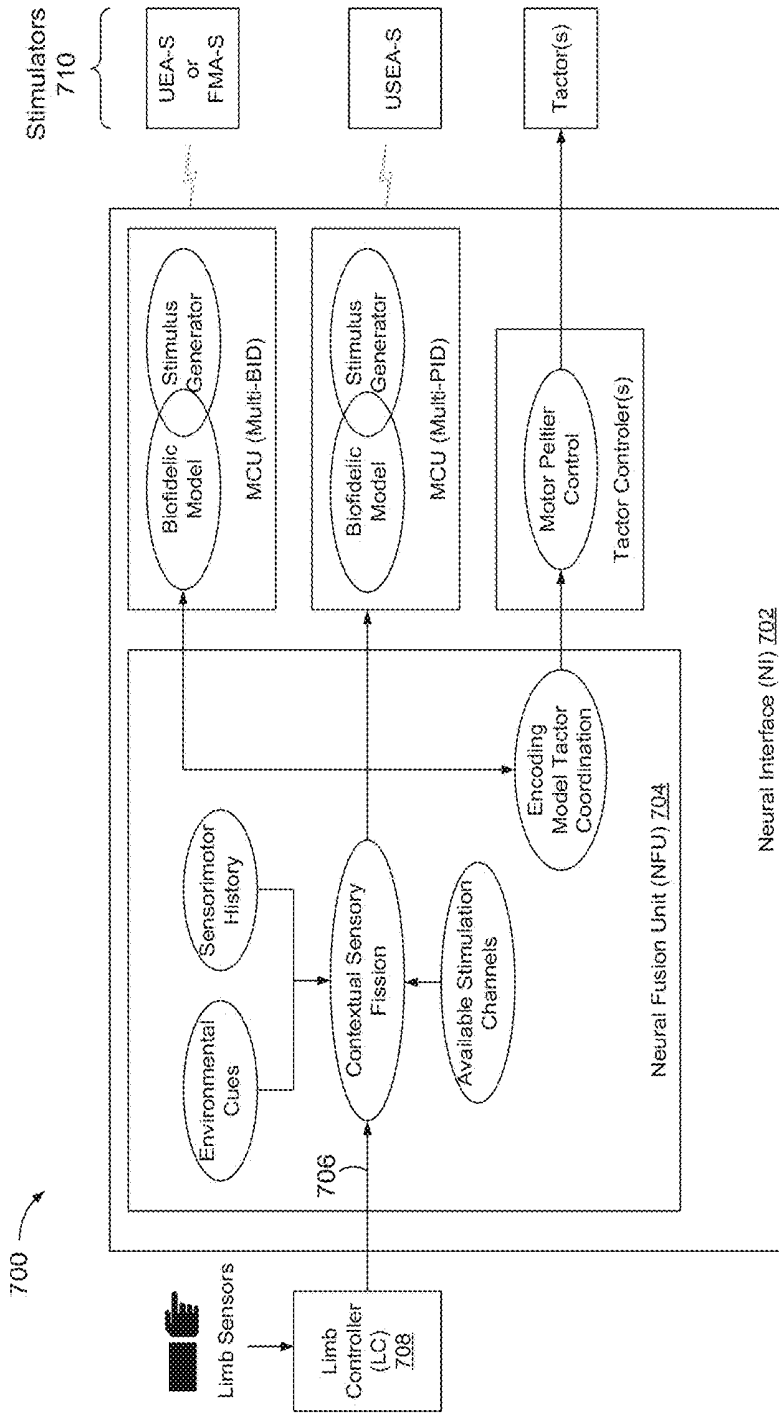 700
Limb Sensors
Limb
Controller
(LC)
708
706
Environmental
Cues
Sensorimotor
History
Contextual Sensory
Fission
Available Stimulation
Channels
Encoding
Model Tactor
Coordination
Neural Fusion Unit (NFU) 704
Biofidelic
Model
Stimulus
Generator
MCU (Multi-BID)
Biofidelic
Model
Stimulus
Generator
MCU (Multi-PID)
Motor Peltier
Control
Tactor Controler(s)
Neural Interface (NI) 702
Stimulators
710
UEA-S
or
FMA-S
USEA-S
Tactor(s)